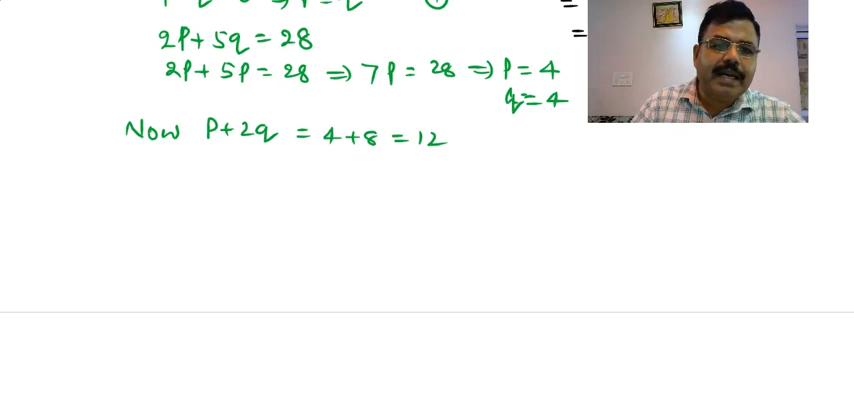 2P + 5q = 28
2P + 5P = 28 ⇒ 7P = 28 ⇒ P = 4
q = 4
Now P + 2q = 4 + 8 = 12